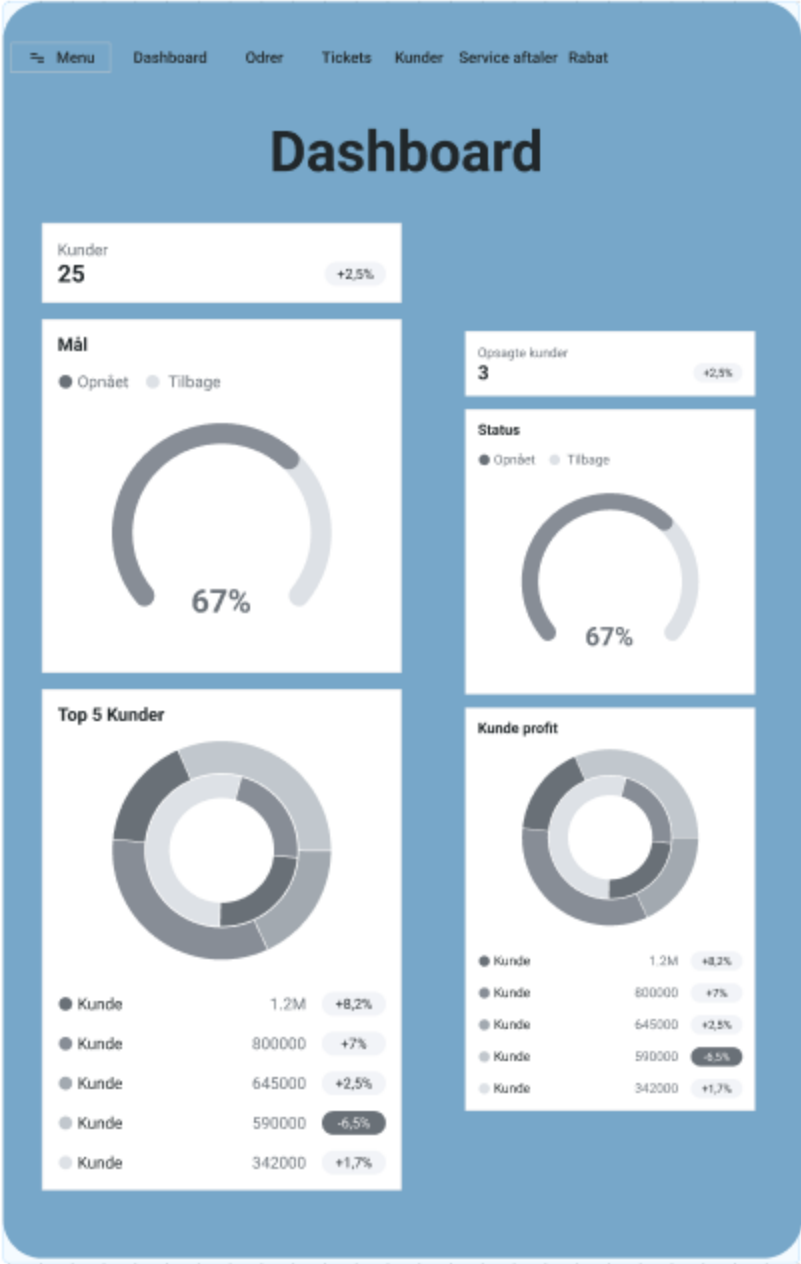 Menu Dashboard Odrer Tickets Kunder Service aftaler Rabat
Dashboard
Kunder
25 +2,5%
Mål
Opnået Tilbage
67%
Top 5 Kunder
Kunde 1.2M +8,2%
Kunde 800000 +7%
Kunde 645000 +2,5%
Kunde 590000 -6,5%
Kunde 342000 +1,7%
Opsagte kunder
3 +2,5%
Status
Opnået Tilbage
67%
Kunde profit
Kunde 1.2M +8,2%
Kunde 800000 +7%
Kunde 645000 +2,5%
Kunde 590000 -6,5%
Kunde 342000 +1,7%